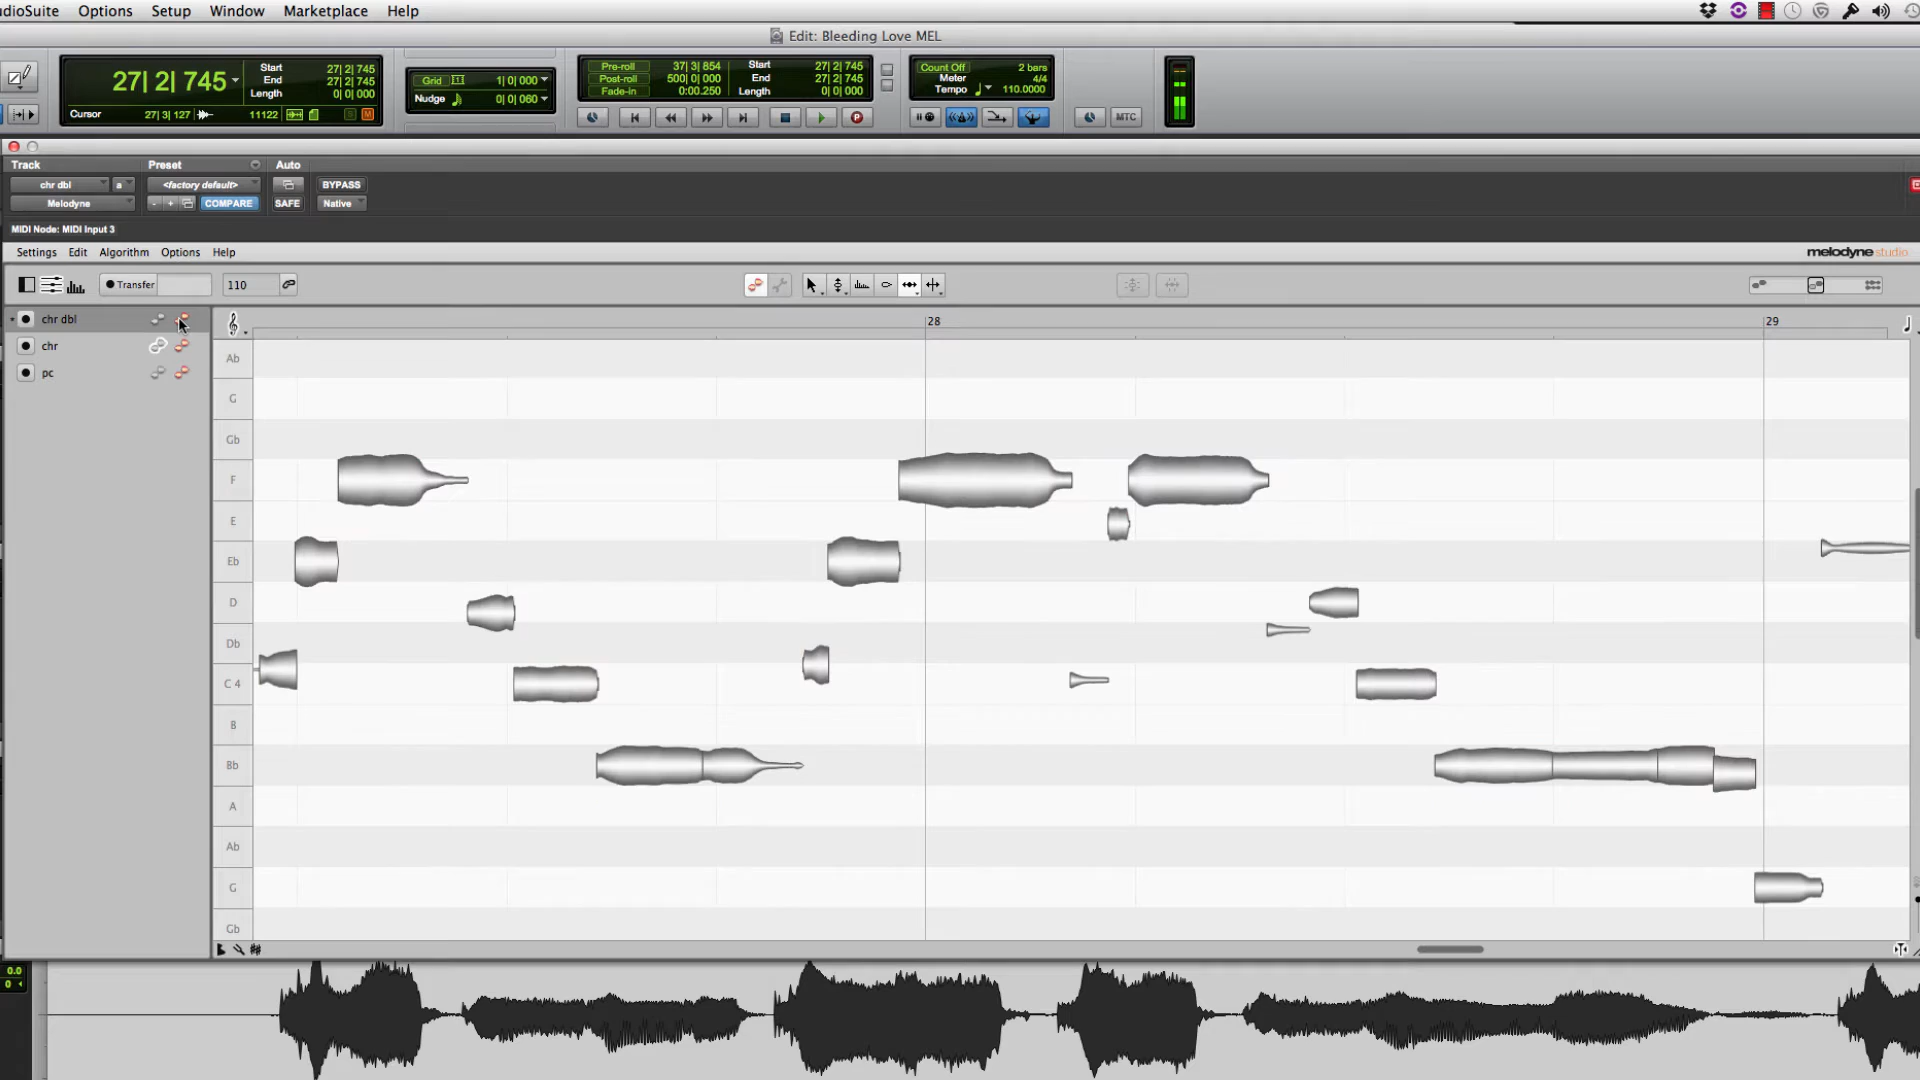 udioSuite Options Setup Window Marketplace Help
Edit: Bleeding Love MEL
27| 2| 745
Start 27| 2| 745
End 27| 2| 745
Length 0| 0| 000
Cursor 27| 3| 127 11122 S M
Grid 1| 0| 000
Nudge 0| 0| 060
Pre-roll 37| 3| 854
Post-roll 500| 0| 000
Fade-in 0:00.250
Start 27| 2| 745
End 27| 2| 745
Length 0| 0| 000
Count Off 2 bars
Meter 4/4
Tempo 110.0000
P
MTC
Track Preset Auto
chr dbl a <factory default> BYPASS
Melodyne - + COMPARE SAFE Native
MIDI Node: MIDI Input 3
Settings Edit Algorithm Options Help
melodyne studio
Transfer 110
chr dbl
chr
pc
28 29
Ab
G
Gb
F
E
Eb
D
Db
C 4
B
Bb
A
Ab
G
Gb
0.0
0